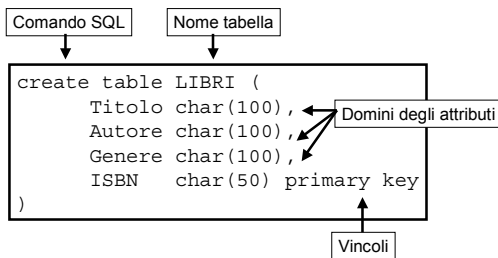 Comando SQL
Nome tabella
create table LIBRI (
Titolo char(100),
Autore char(100),
Genere char(100),
ISBN char(50) primary key
)
Domini degli attributi
Vincoli